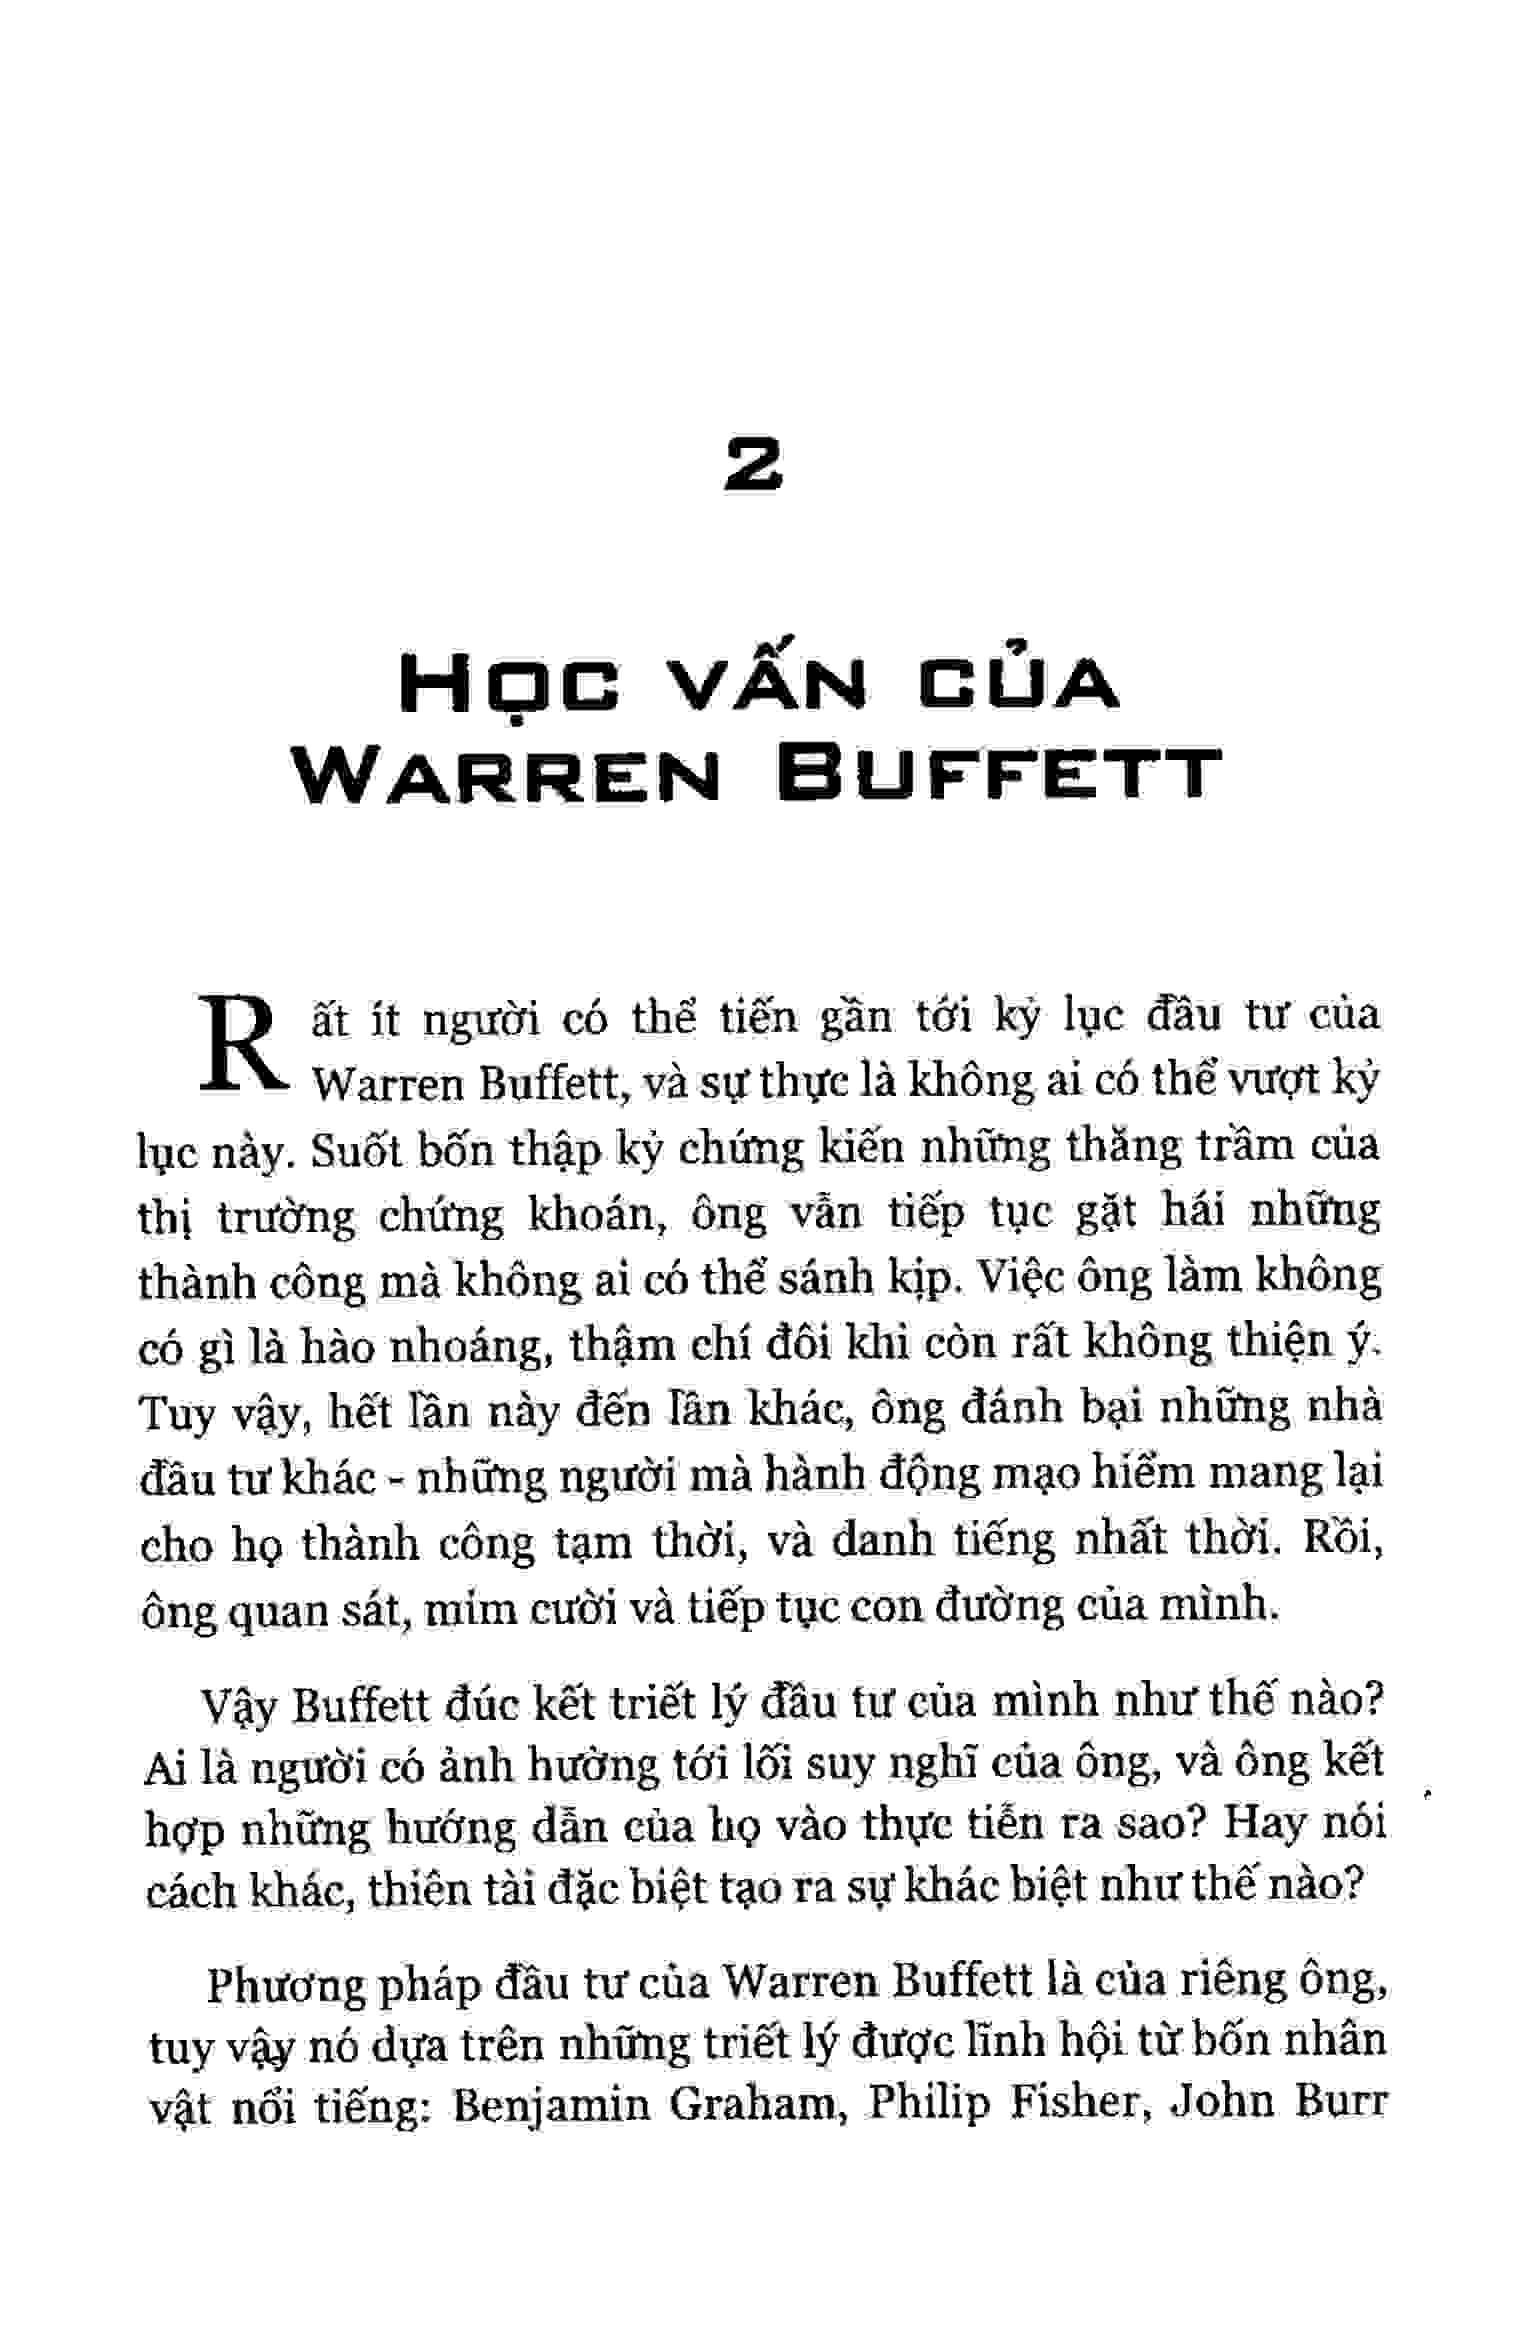 2
Học vấn của
Warren Buffett
Rất ít người có thể tiến gần tới kỷ lục đầu tư của
Warren Buffett, và sự thực là không ai có thể vượt kỷ
lục này. Suốt bốn thập kỷ chứng kiến những thăng trầm của
thị trường chứng khoán, ông vẫn tiếp tục gặt hái những
thành công mà không ai có thể sánh kịp. Việc ông làm không
có gì là hào nhoáng, thậm chí đôi khi còn rất không thiện ý.
Tuy vậy, hết lần này đến lần khác, ông đánh bại những nhà
đầu tư khác - những người mà hành động mạo hiểm mang lại
cho họ thành công tạm thời, và danh tiếng nhất thời. Rồi,
ông quan sát, mỉm cười và tiếp tục con đường của mình.
Vậy Buffett đúc kết triết lý đầu tư của mình như thế nào?
Ai là người có ảnh hưởng tới lối suy nghĩ của ông, và ông kết
hợp những hướng dẫn của họ vào thực tiễn ra sao? Hay nói
cách khác, thiên tài đặc biệt tạo ra sự khác biệt như thế nào?
Phương pháp đầu tư của Warren Buffett là của riêng ông,
tuy vậy nó dựa trên những triết lý được lĩnh hội từ bốn nhân
vật nổi tiếng: Benjamin Graham, Philip Fisher, John Burr